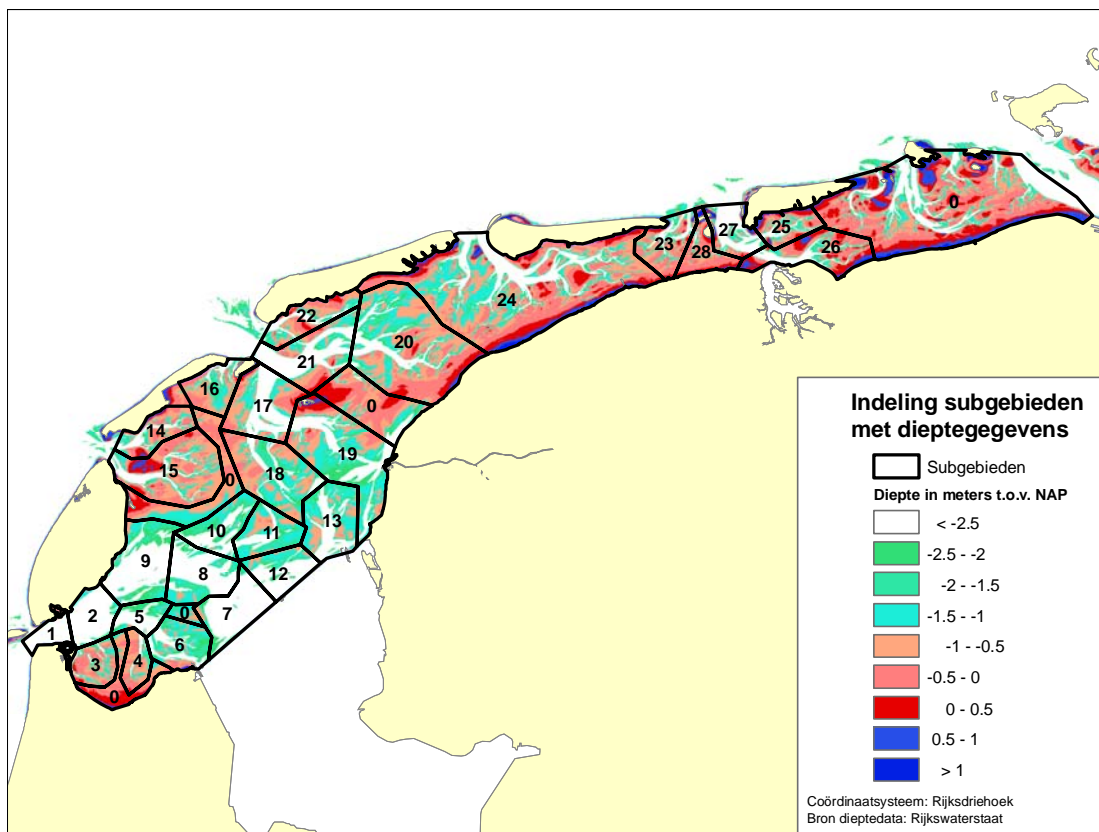 0
27
25
23
26
28
24
22
20
21
16
0
17
14
19
15
0
18
13
10
11
9
8
12
0
7
2
5
1
6
3
4
0
Indeling subgebieden
met dieptegegevens
Subgebieden
Diepte in meters t.o.v. NAP
< -2.5
-2.5 - -2
-2 - -1.5
-1.5 - -1
-1 - -0.5
-0.5 - 0
0 - 0.5
0.5 - 1
> 1
Coördinaatsysteem: Rijksdriehoek
Bron dieptedata: Rijkswaterstaat